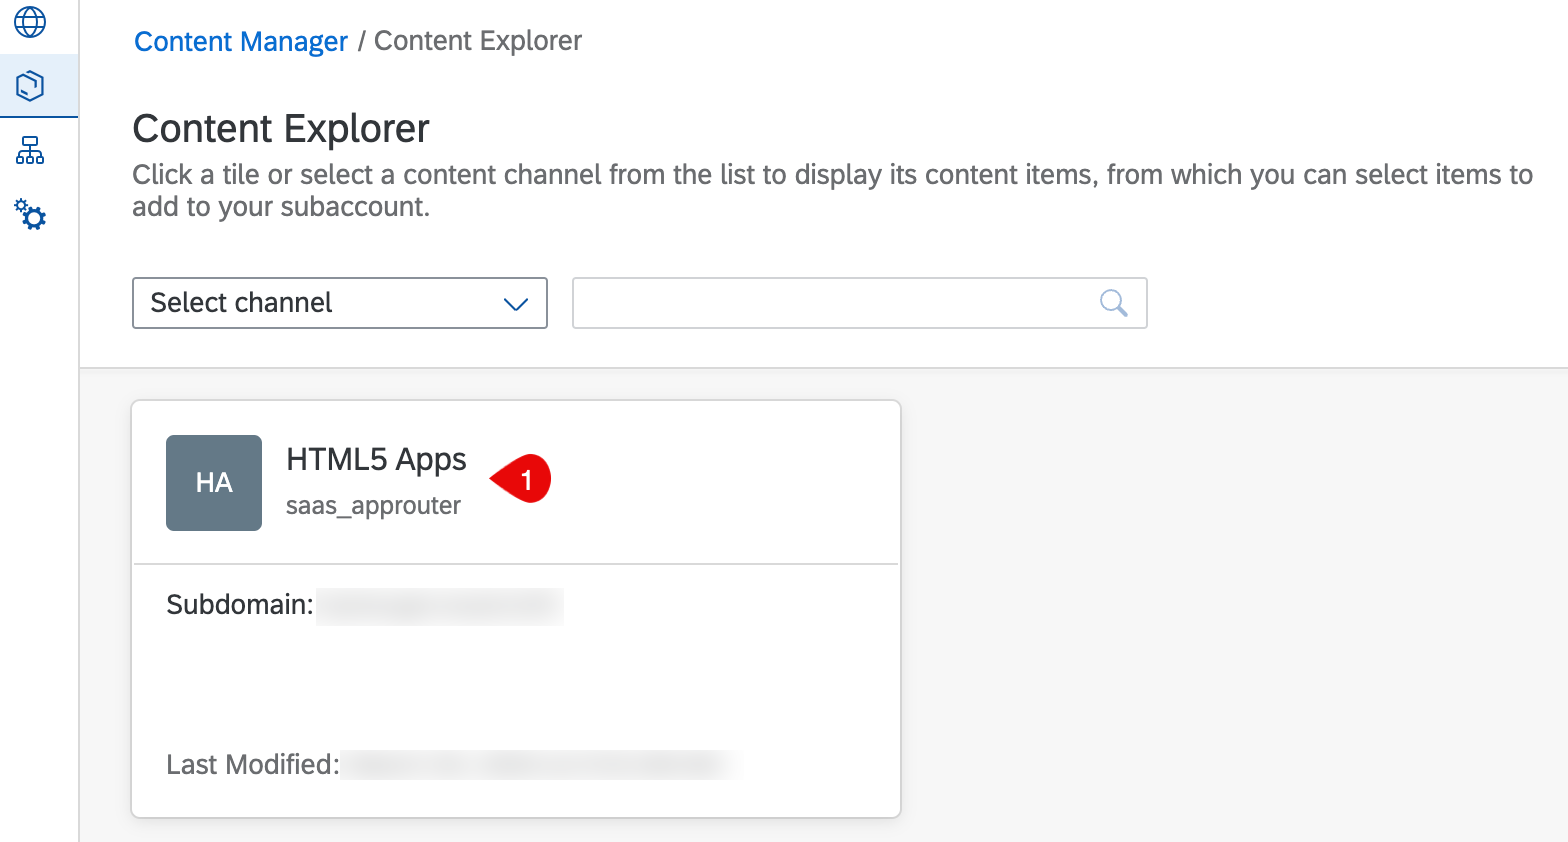 Content Manager / Content Explorer
Content Explorer
Click a tile or select a content channel from the list to display its content items, from which you can select items to
add to your subaccount.
Select channel
HA
HTML5 Apps
1
saas_approuter
Subdomain:
Last Modified: